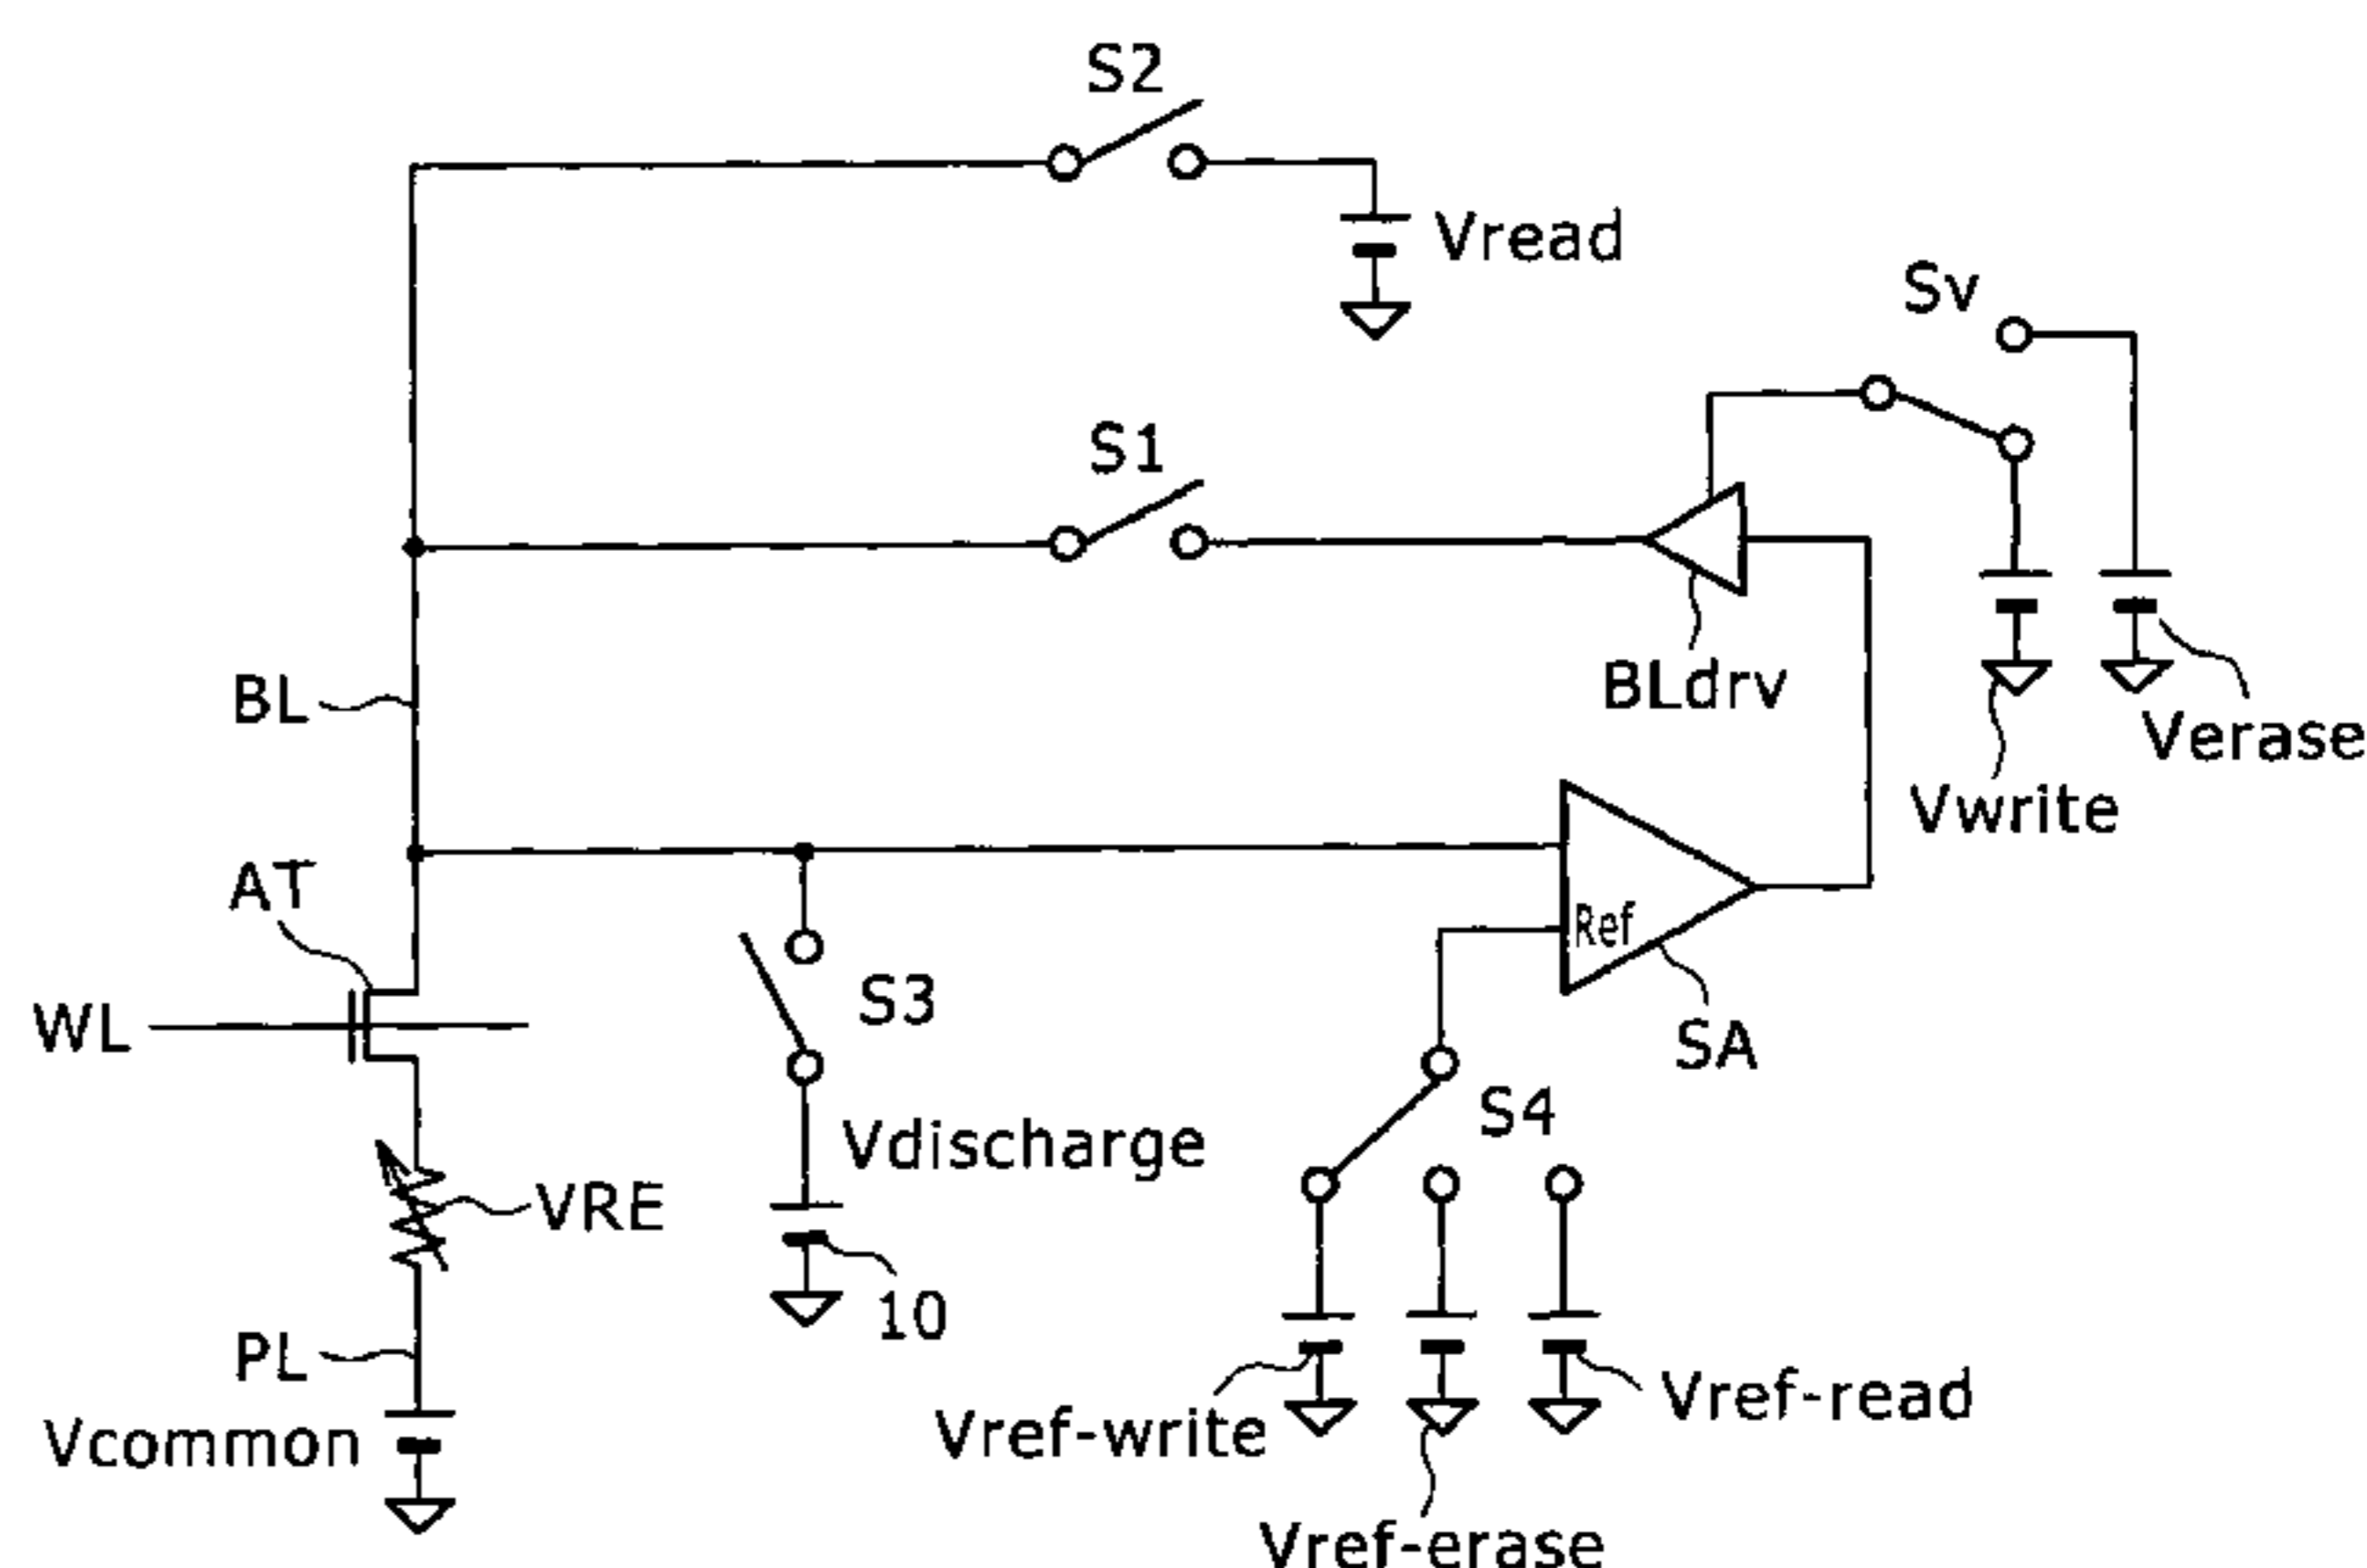 S2
Vread
Sv
S1
BL
BLdrv
Verase
Vwrite
AT
Ref
WL
S3
SA
S4
Vdischarge
VRE
10
PL
Vref-read
Vcommon
Vref-write
Vref-erase